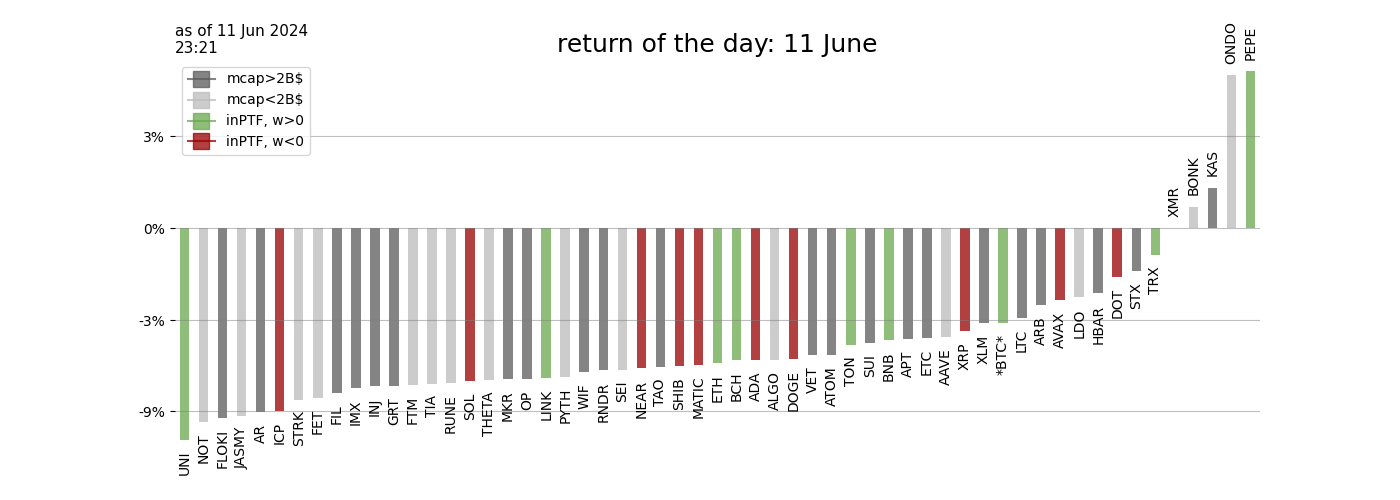 as of 11 Jun 2024
23:21
return of the day: 11 June
mcap>2B$
mcap<2B$
inPTF, w>0
inPTF, w<0
3%
0%
-3%
-9%
UNI
NOT
FLOKI
JASMY
AR
ICP
STRK
FET
FIL
IMX
INJ
GRT
FTM
TIA
RUNE
SOL
THETA
MKR
OP
LINK
PYTH
WIF
RNDR
SEI
NEAR
TAO
SHIB
MATIC
ETH
BCH
ADA
ALGO
DOGE
VET
ATOM
TON
SUI
BNB
APT
ETC
AAVE
XRP
XLM
*BTC*
LTC
ARB
AVAX
LDO
HBAR
DOT
STX
TRX
XMR
BONK
KAS
ONDO
PEPE